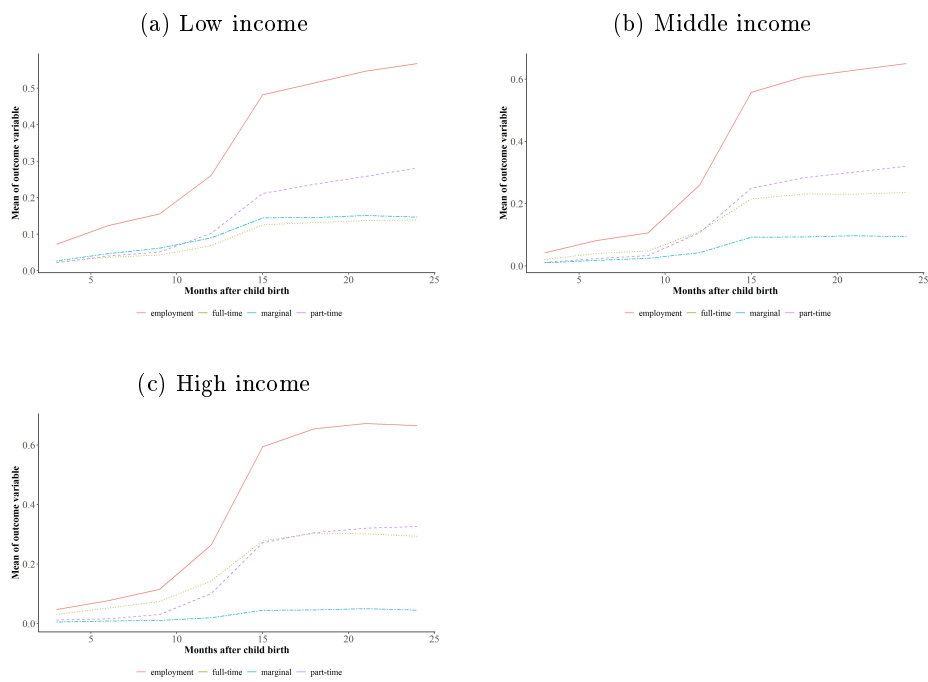 (a) Low income
Mean of outcome variable
0.5
0.4
0.3
0.2
0.1
0.0
5 10 15 20 25
Months after child birth
employment full-time marginal part-time
(b) Middle income
Mean of outcome variable
0.6
0.4
0.2
0.0
5 10 15 20 25
Months after child birth
employment full-time marginal part-time
(c) High income
Mean of outcome variable
0.6
0.4
0.2
0.0
5 10 15 20 25
Months after child birth
employment full-time marginal part-time